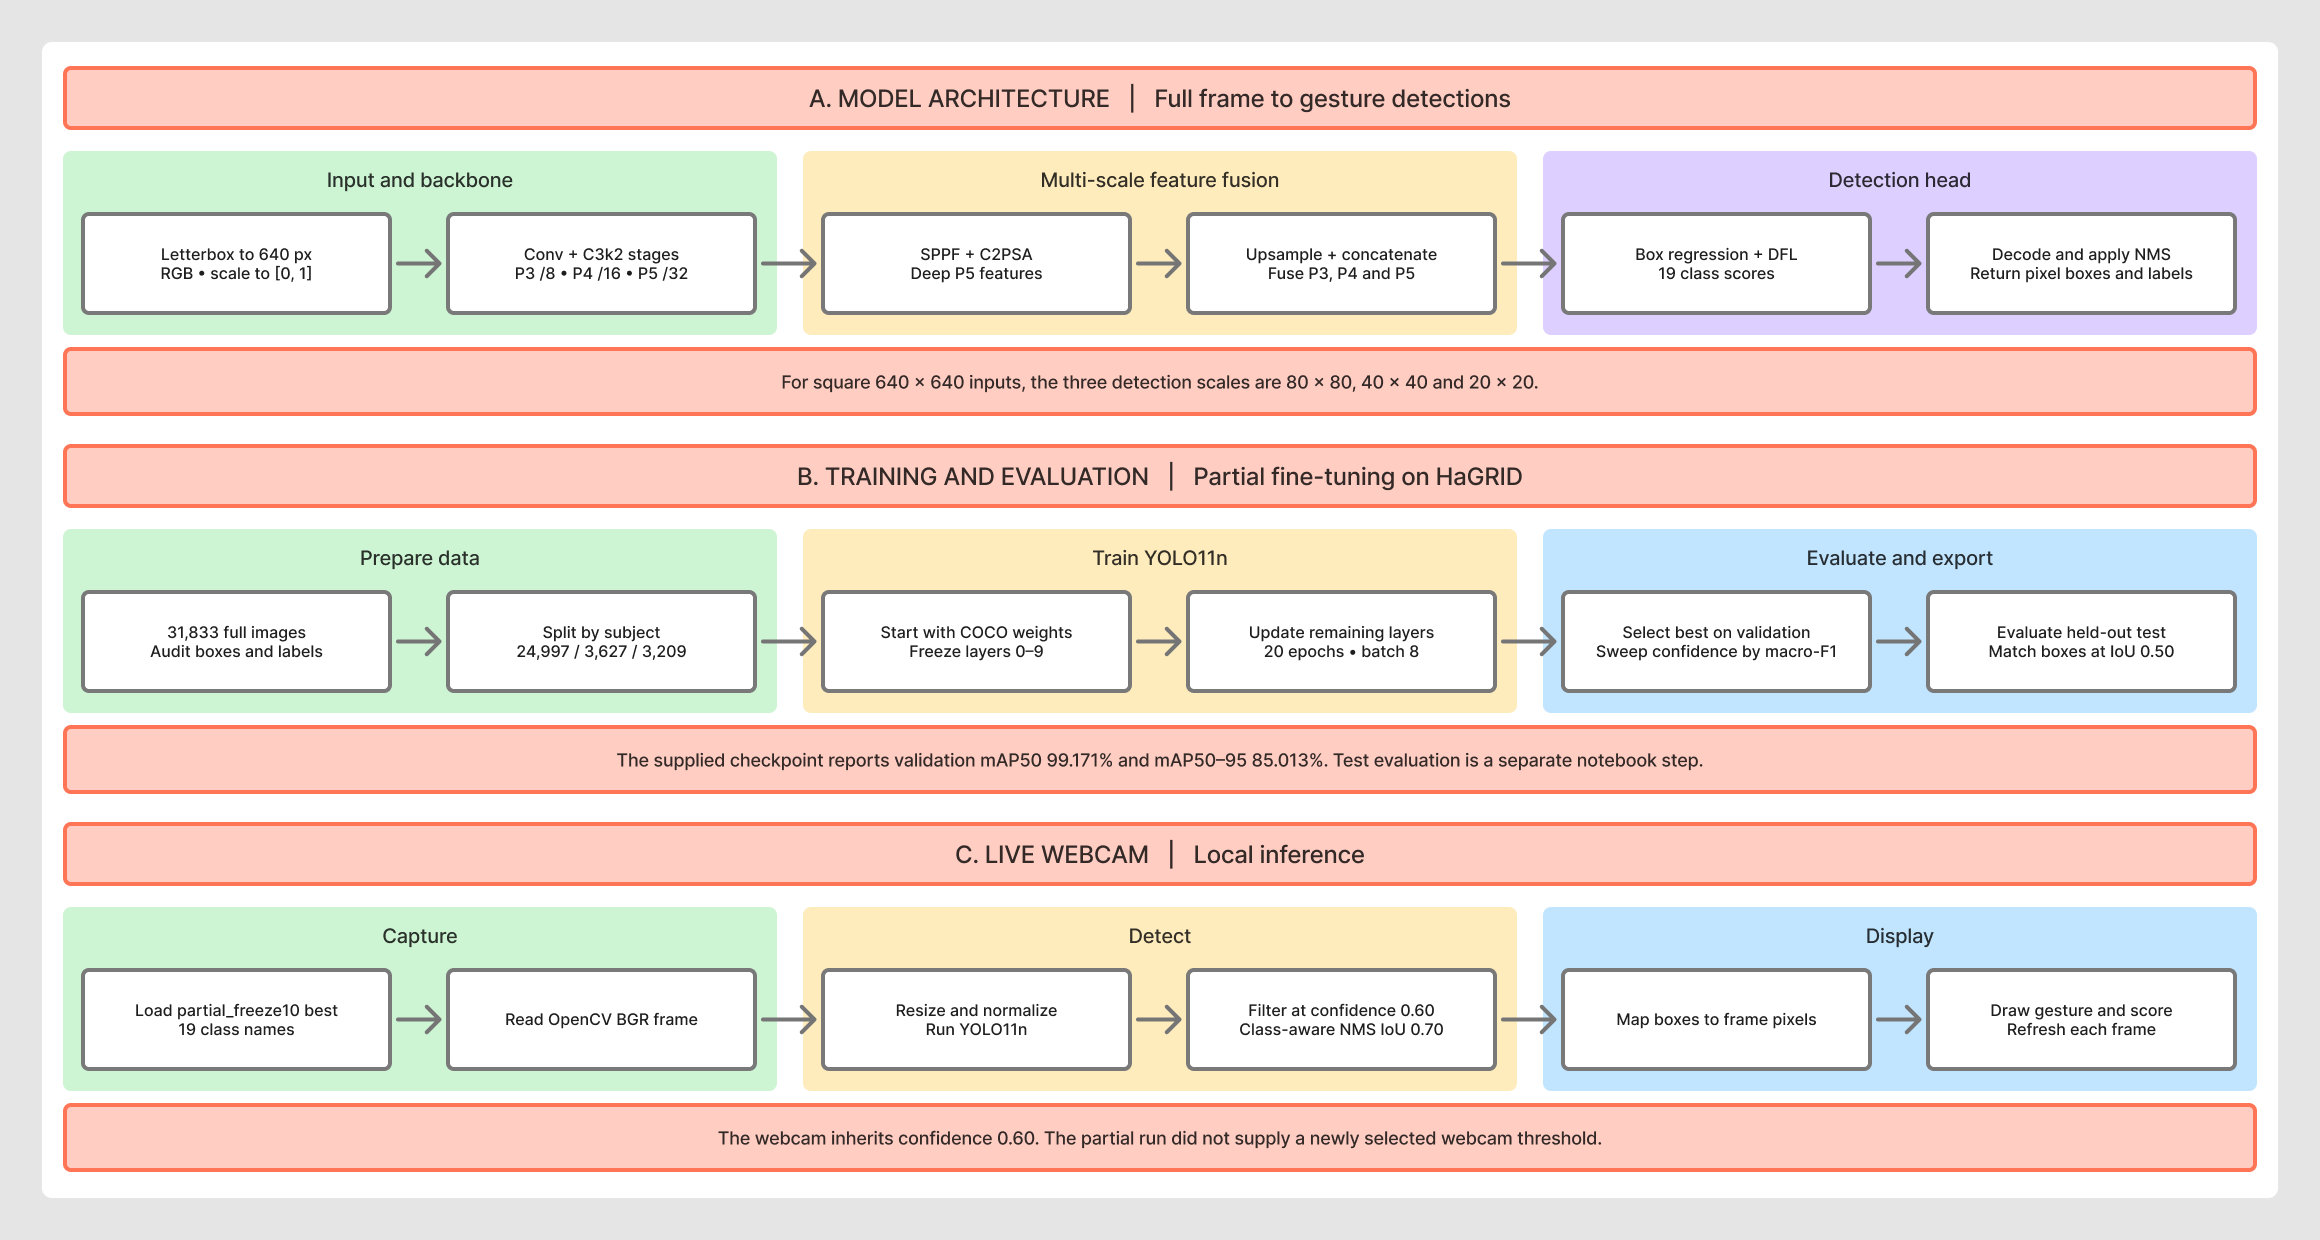 A. MODEL ARCHITECTURE | Full frame to gesture detections
Input and backbone
Letterbox to 640 px
RGB • scale to [0, 1]
Conv + C3k2 stages
P3 /8 • P4 /16 • P5 /32
Multi-scale feature fusion
SPPF + C2PSA
Deep P5 features
Upsample + concatenate
Fuse P3, P4 and P5
Detection head
Box regression + DFL
19 class scores
Decode and apply NMS
Return pixel boxes and labels
For square 640 × 640 inputs, the three detection scales are 80 × 80, 40 × 40 and 20 × 20.
B. TRAINING AND EVALUATION | Partial fine-tuning on HaGRID
Prepare data
31,833 full images
Audit boxes and labels
Split by subject
24,997 / 3,627 / 3,209
Train YOLO11n
Start with COCO weights
Freeze layers 0–9
Update remaining layers
20 epochs • batch 8
Evaluate and export
Select best on validation
Sweep confidence by macro-F1
Evaluate held-out test
Match boxes at IoU 0.50
The supplied checkpoint reports validation mAP50 99.171% and mAP50–95 85.013%. Test evaluation is a separate notebook step.
C. LIVE WEBCAM | Local inference
Capture
Load partial_freeze10 best
19 class names
Read OpenCV BGR frame
Detect
Resize and normalize
Run YOLO11n
Filter at confidence 0.60
Class-aware NMS IoU 0.70
Display
Map boxes to frame pixels
Draw gesture and score
Refresh each frame
The webcam inherits confidence 0.60. The partial run did not supply a newly selected webcam threshold.